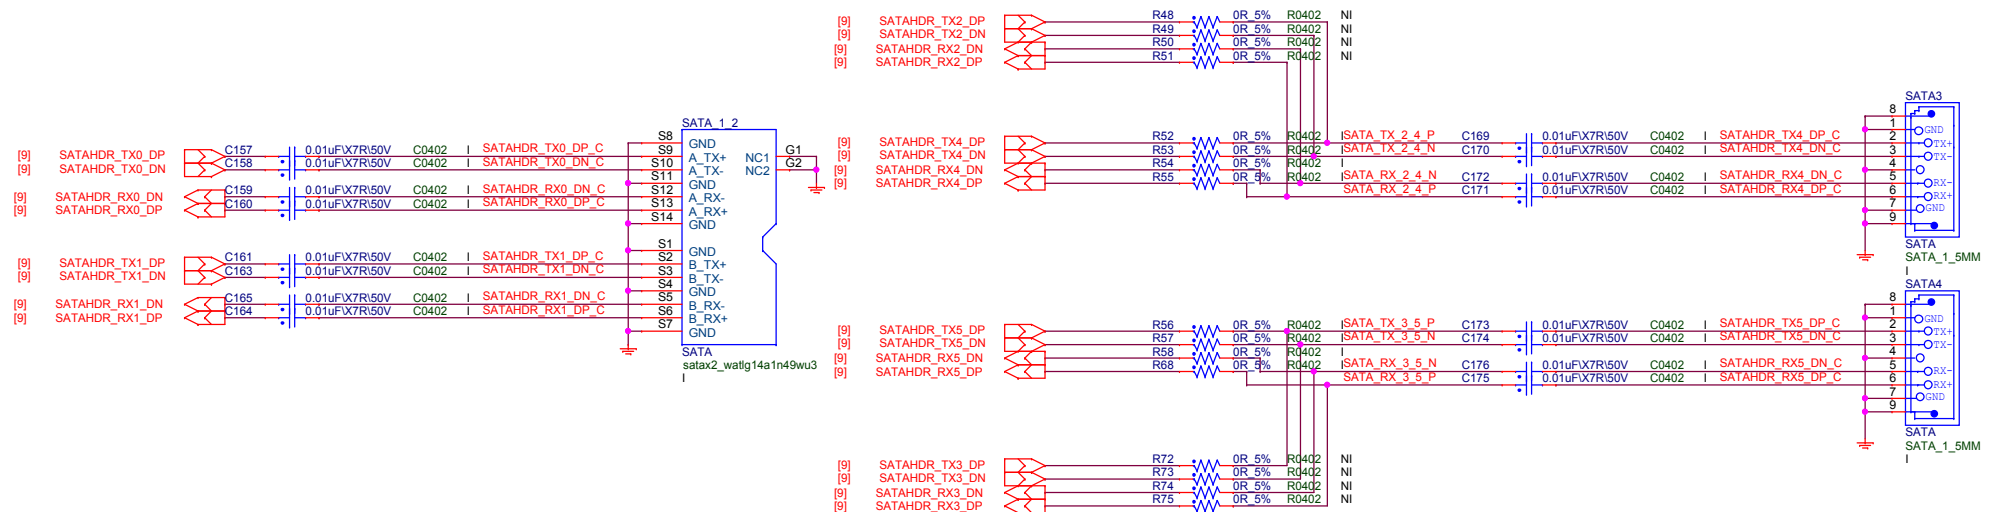 [9] SATAHDR_TX2_DP R48 0R_5% R0402 NI
[9] SATAHDR_TX2_DN R49 0R_5% R0402 NI
[9] SATAHDR_RX2_DN R50 0R_5% R0402 NI
[9] SATAHDR_RX2_DP R51 0R_5% R0402 NI
SATA_1_2
S8 GND
[9] SATAHDR_TX0_DP C157 0.01uF\X7R\50V C0402 I SATAHDR_TX0_DP_C S9 A_TX+ NC1 G1
[9] SATAHDR_TX0_DN C158 0.01uF\X7R\50V C0402 I SATAHDR_TX0_DN_C S10 A_TX- NC2 G2
S11 GND
[9] SATAHDR_RX0_DN C159 0.01uF\X7R\50V C0402 I SATAHDR_RX0_DN_C S12 A_RX-
[9] SATAHDR_RX0_DP C160 0.01uF\X7R\50V C0402 I SATAHDR_RX0_DP_C S13 A_RX+
S14 GND
S1 GND
[9] SATAHDR_TX1_DP C161 0.01uF\X7R\50V C0402 I SATAHDR_TX1_DP_C S2 B_TX+
[9] SATAHDR_TX1_DN C163 0.01uF\X7R\50V C0402 I SATAHDR_TX1_DN_C S3 B_TX-
S4 GND
[9] SATAHDR_RX1_DN C165 0.01uF\X7R\50V C0402 I SATAHDR_RX1_DN_C S5 B_RX-
[9] SATAHDR_RX1_DP C164 0.01uF\X7R\50V C0402 I SATAHDR_RX1_DP_C S6 B_RX+
S7 GND
SATA
satax2_watlg14a1n49wu3
I
SATA3
8
1 GND
[9] SATAHDR_TX4_DP R52 0R_5% R0402 I SATA_TX_2_4_P C169 0.01uF\X7R\50V C0402 I SATAHDR_TX4_DP_C 2 TX+
[9] SATAHDR_TX4_DN R53 0R_5% R0402 I SATA_TX_2_4_N C170 0.01uF\X7R\50V C0402 I SATAHDR_TX4_DN_C 3 TX-
[9] SATAHDR_RX4_DN R54 0R_5% R0402 I 4
[9] SATAHDR_RX4_DP R55 0R_5% R0402 I SATA_RX_2_4_N C172 0.01uF\X7R\50V C0402 I SATAHDR_RX4_DN_C 5 RX-
SATA_RX_2_4_P C171 0.01uF\X7R\50V C0402 I SATAHDR_RX4_DP_C 6 RX+
7 GND
9
SATA
SATA_1_5MM
I
SATA4
8
1 GND
[9] SATAHDR_TX5_DP R56 0R_5% R0402 I SATA_TX_3_5_P C173 0.01uF\X7R\50V C0402 I SATAHDR_TX5_DP_C 2 TX+
[9] SATAHDR_TX5_DN R57 0R_5% R0402 I SATA_TX_3_5_N C174 0.01uF\X7R\50V C0402 I SATAHDR_TX5_DN_C 3 TX-
[9] SATAHDR_RX5_DN R58 0R_5% R0402 I 4
[9] SATAHDR_RX5_DP R68 0R_5% R0402 I SATA_RX_3_5_N C176 0.01uF\X7R\50V C0402 I SATAHDR_RX5_DN_C 5 RX-
SATA_RX_3_5_P C175 0.01uF\X7R\50V C0402 I SATAHDR_RX5_DP_C 6 RX+
7 GND
9
SATA
SATA_1_5MM
I
[9] SATAHDR_TX3_DP R72 0R_5% R0402 NI
[9] SATAHDR_TX3_DN R73 0R_5% R0402 NI
[9] SATAHDR_RX3_DN R74 0R_5% R0402 NI
[9] SATAHDR_RX3_DP R75 0R_5% R0402 NI